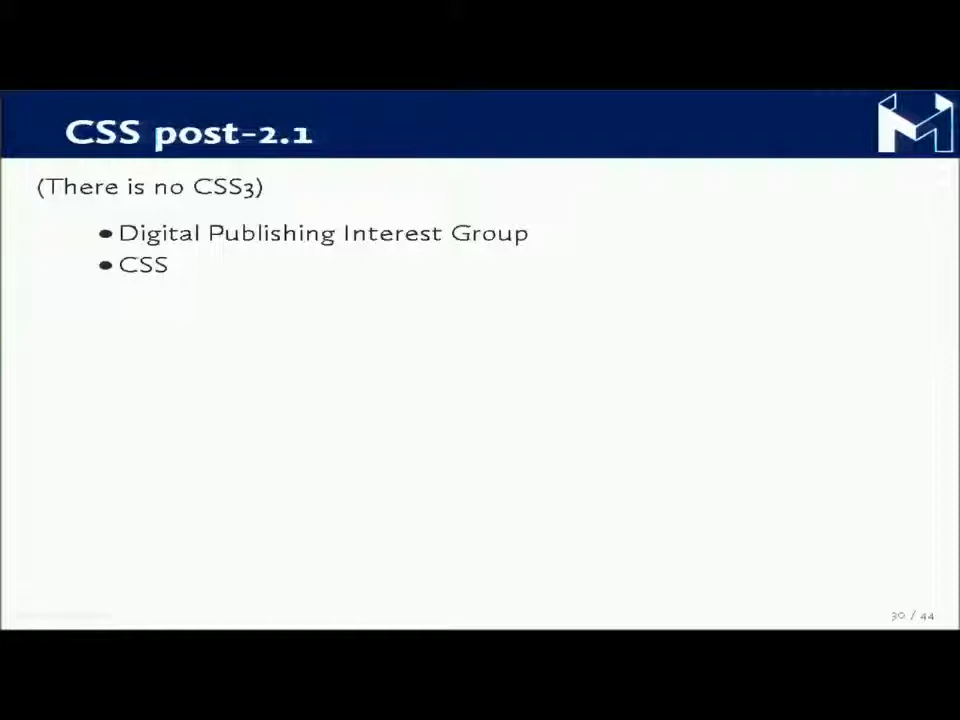 CSS post-2.1
(There is no CSS3)
● Digital Publishing Interest Group
● CSS
30 / 44